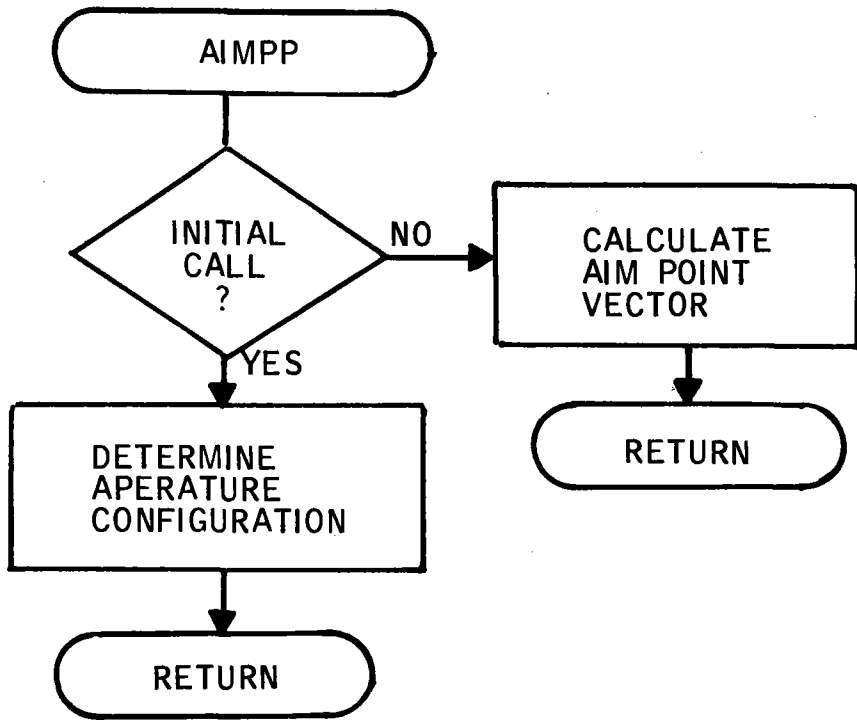 AIMPP
INITIAL
CALL
?
NO
CALCULATE
AIM POINT
VECTOR
YES
RETURN
DETERMINE
APERATURE
CONFIGURATION
RETURN